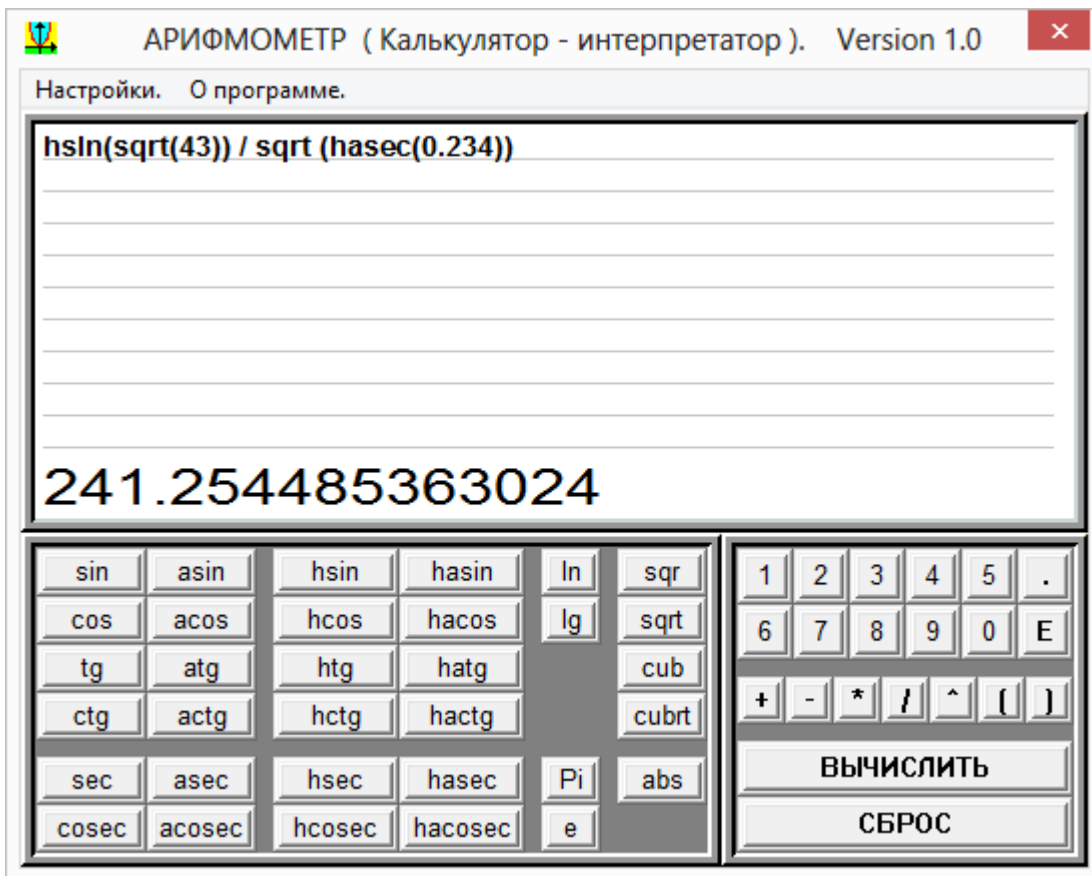 АРИФМОМЕТР ( Калькулятор - интерпретатор ). Version 1.0
Настройки. О программе.
hsIn(sqrt(43)) / sqrt (hasec(0.234))
241.254485363024
sin asin hsin hasin ln sqr
cos acos hcos hacos lg sqrt
tg atg htg hatg cub
ctg actg hctg hactg cubrt
sec asec hsec hasec Pi abs
cosec acosec hcosec hacosec e
1 2 3 4 5 .
6 7 8 9 0 E
+ - * / ^ ( )
ВЫЧИСЛИТЬ
СБРОС